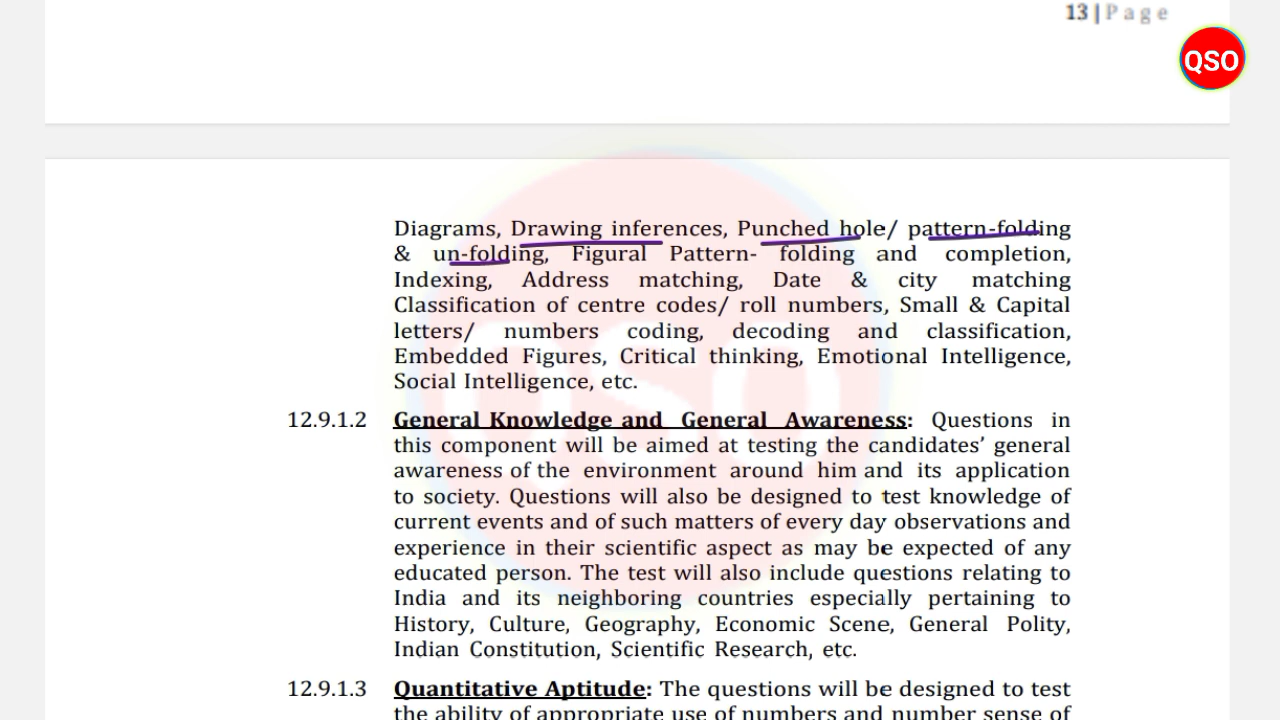 13 | P a g e
QSO
Diagrams, Drawing inferences, Punched hole/ pattern-folding
& un-folding, Figural Pattern- folding and completion,
Indexing, Address matching, Date & city matching
Classification of centre codes/ roll numbers, Small & Capital
letters/ numbers coding, decoding and classification,
Embedded Figures, Critical thinking, Emotional Intelligence,
Social Intelligence, etc.
12.9.1.2 General Knowledge and General Awareness: Questions in
this component will be aimed at testing the candidates’ general
awareness of the environment around him and its application
to society. Questions will also be designed to test knowledge of
current events and of such matters of every day observations and
experience in their scientific aspect as may be expected of any
educated person. The test will also include questions relating to
India and its neighboring countries especially pertaining to
History, Culture, Geography, Economic Scene, General Polity,
Indian Constitution, Scientific Research, etc.
12.9.1.3 Quantitative Aptitude: The questions will be designed to test
the ability of appropriate use of numbers and number sense of
QSO